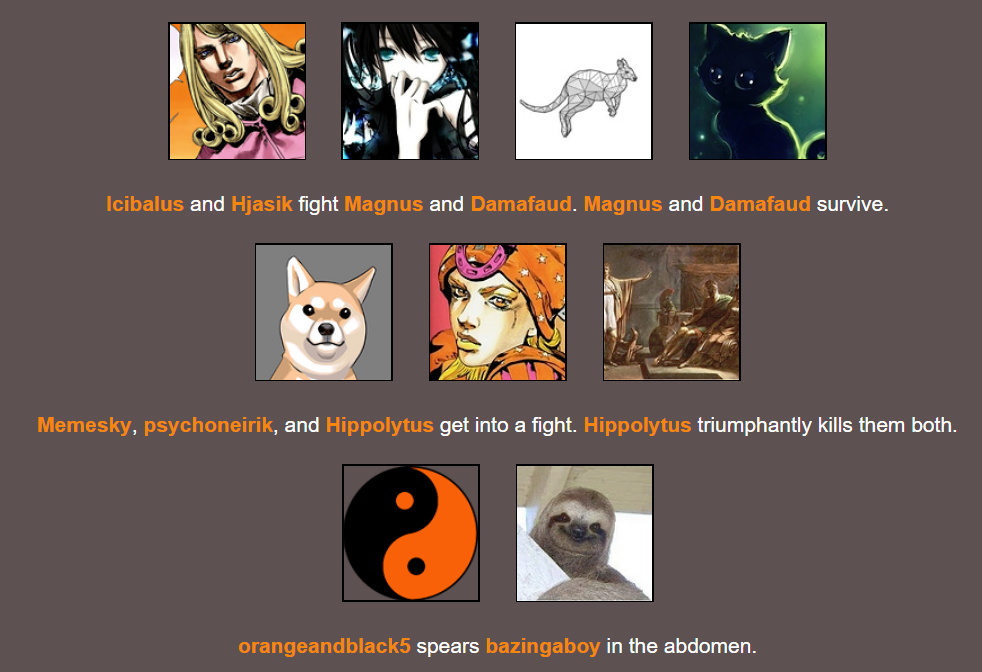 Icibalus and Hjasik fight Magnus and Damafaud. Magnus and Damafaud survive.
Memesky, psychoneirik, and Hippolytus get into a fight. Hippolytus triumphantly kills them both.
orangeandblack5 spears bazingaboy in the abdomen.